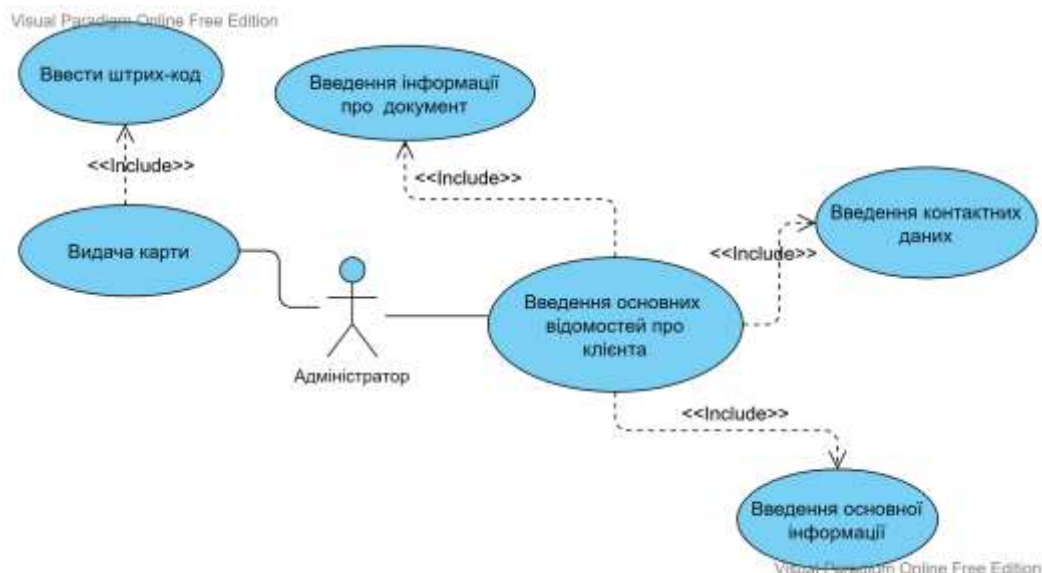 Visual Paradigm Online Free Edition
Ввести штрих-код
Введення інформації
про документ
<<Include>>
<<Include>>
Введення контактних
даних
Видача карти
<<Include>>
Введення основних
відомостей про
клієнта
Адміністратор
<<Include>>
Введення основної
інформації
Visual Paradigm Online Free Edition